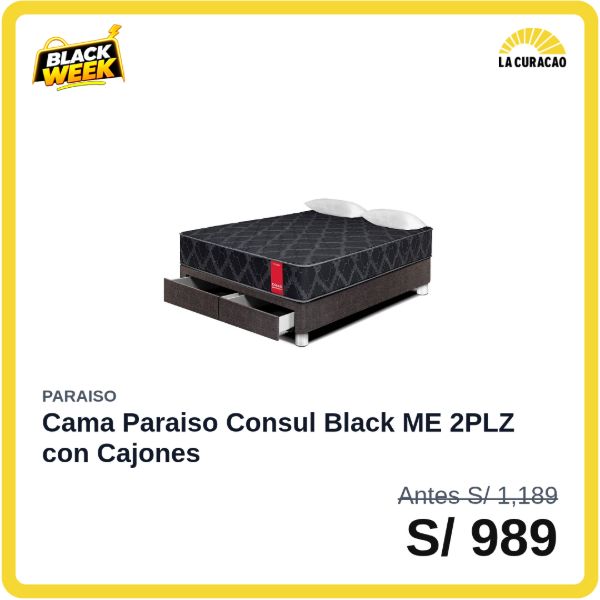 BLACK
WEEK
LA CURACAO
PARAISO
Cama Paraiso Consul Black ME 2PLZ
con Cajones
Antes S/ 1,189
S/ 989